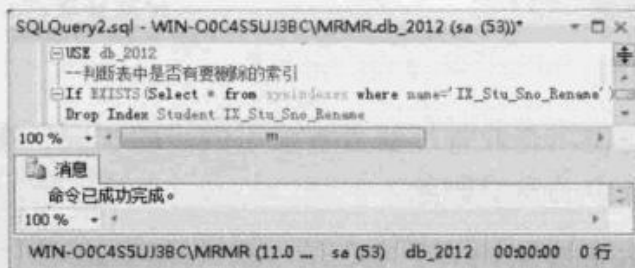 SQLQuery2.sql - WIN-O0C4S5UJ3BC\MRMR.db_2012 (sa (53))*
USE db_2012
--判断表中是否有要删除的索引
If EXISTS(Select * from sysindexes where name='IX_Stu_Sno_Rename')
Drop Index Student.IX_Stu_Sno_Rename
100 %
消息
命令已成功完成。
100 %
WIN-O0C4S5UJ3BC\MRMR (11.0 ... sa (53) db_2012 00:00:00 0 行